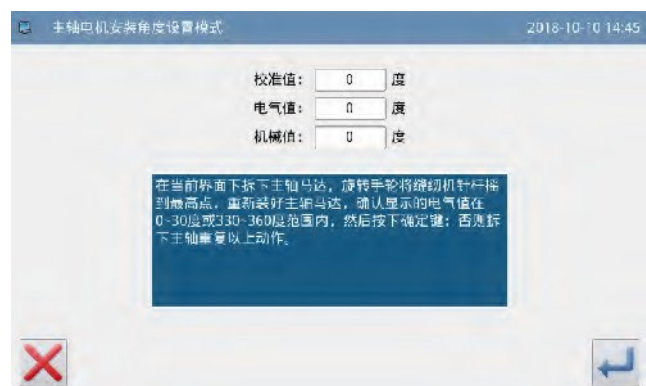 主轴电机安装角度设置模式 2018-10-10 14:45
校准值： 0 度
电气值： 0 度
机械值： 0 度
在当前界面下拆下主轴马达，旋转手轮将缝纫机针杆摇
到最高点，重新装好主轴马达，确认显示的电气值在
0-30度或330-360度范围内，然后按下确定键；否则拆
下主轴重复以上动作。